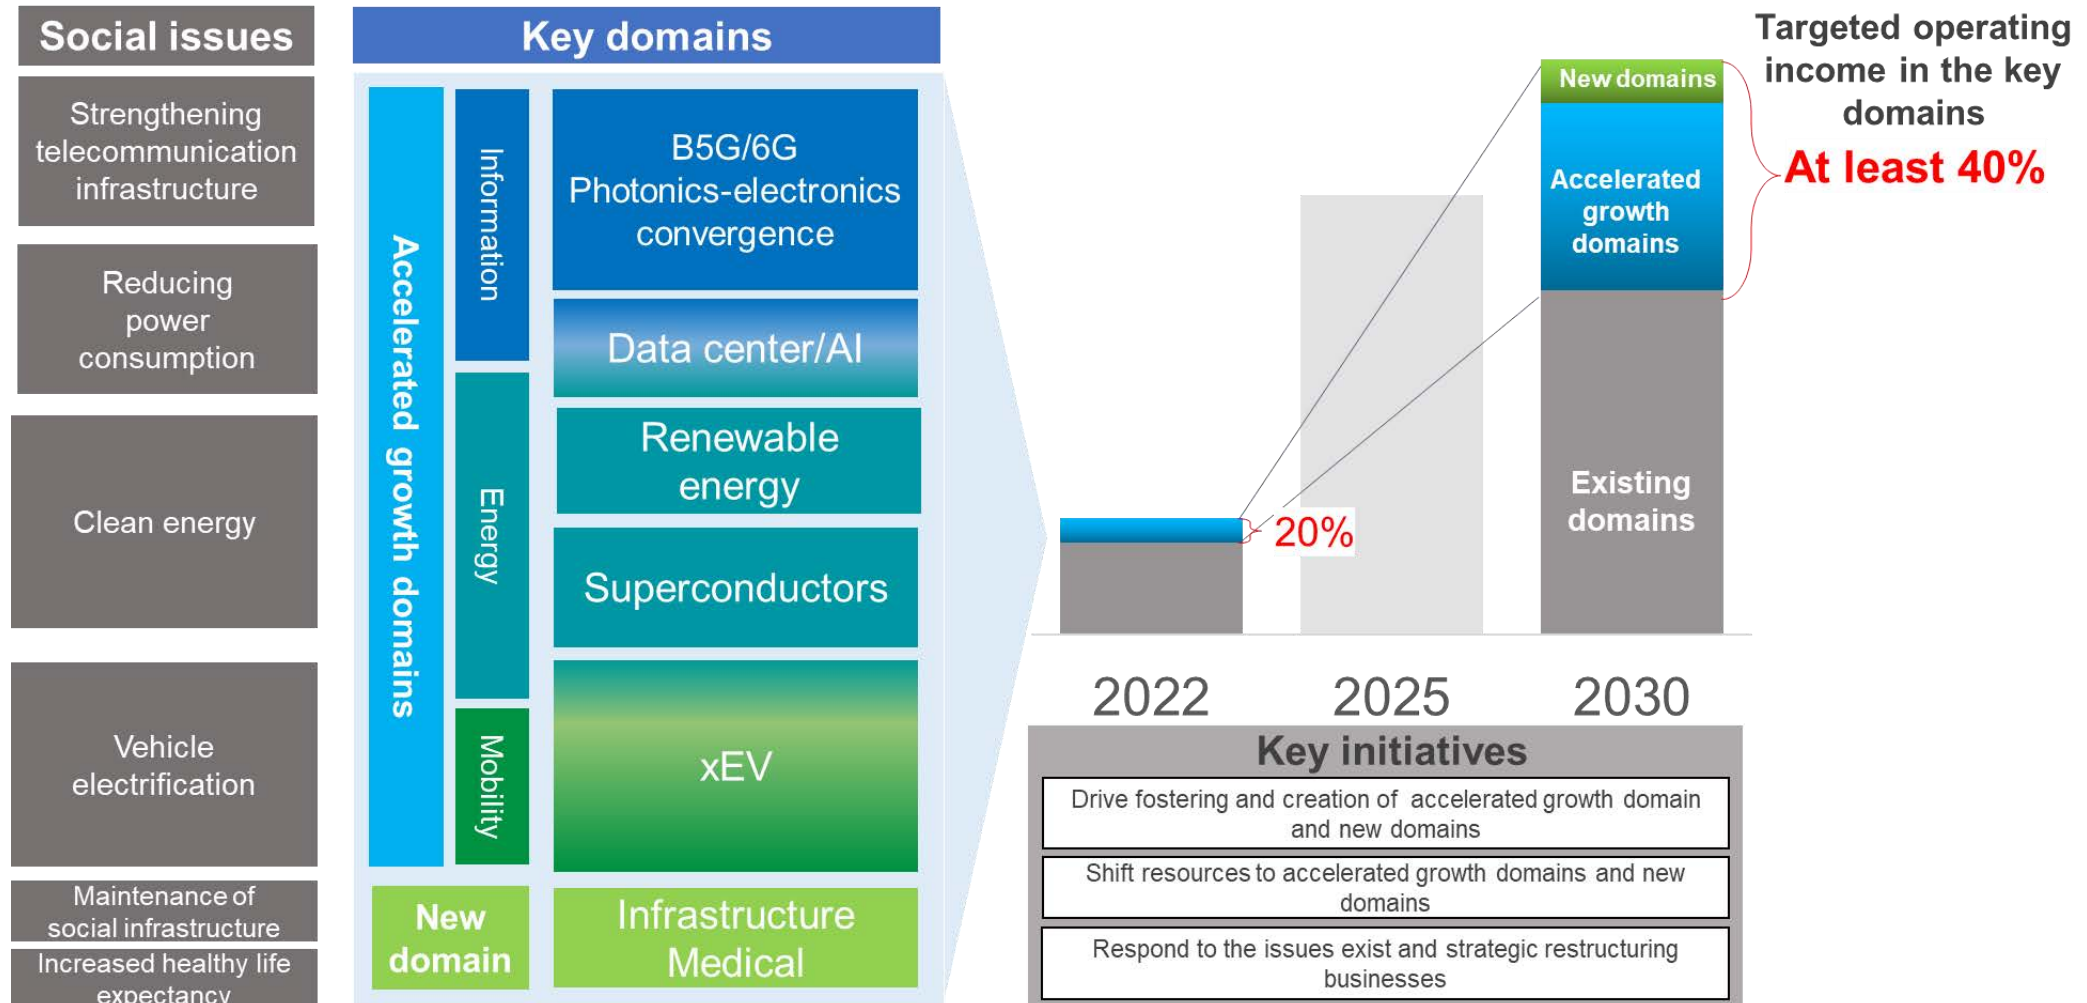 Social issues
Strengthening
telecommunication
infrastructure
Reducing
power
consumption
Clean energy
Vehicle
electrification
Maintenance of
social infrastructure
Increased healthy life
expectancy
Key domains
Accelerated growth domains
Information
Energy
Mobility
B5G/6G
Photonics-electronics
convergence
Data center/AI
Renewable
energy
Superconductors
xEV
New
domain
Infrastructure
Medical
Targeted operating
income in the key
domains
At least 40%
New domains
Accelerated
growth
domains
Existing
domains
20%
2022
2025
2030
Key initiatives
Drive fostering and creation of accelerated growth domain
and new domains
Shift resources to accelerated growth domains and new
domains
Respond to the issues exist and strategic restructuring
businesses